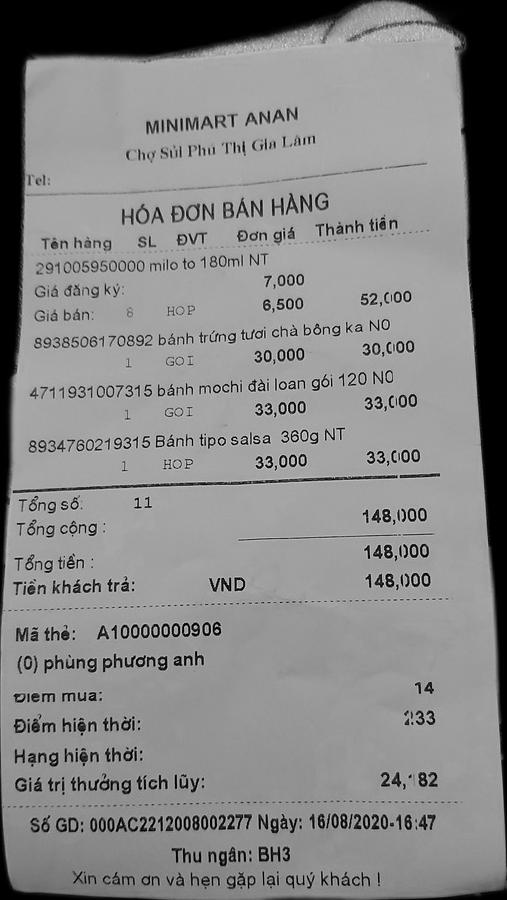 MINIMART ANAN
Chợ Sủi Phú Thị Gia Lâm
Tel:
HÓA ĐƠN BÁN HÀNG
Tên hàng SL ĐVT Đơn giá Thành tiền
291005950000 milo to 180ml NT
Giá đăng ký: 7,000
Giá bán: 8 HOP 6,500 52,000
8938506170892 bánh trứng tươi chà bông ka N0
1 GOI 30,000 30,000
4711931007315 bánh mochi đài loan gói 120 N0
1 GOI 33,000 33,000
8934760219315 Bánh tipo salsa 360g NT
1 HOP 33,000 33,000
Tổng số: 11
Tổng cộng : 148,000
Tổng tiền : 148,000
Tiền khách trả: VND 148,000
Mã thẻ: A10000000906
(0) phùng phương anh
Điểm mua: 14
Điểm hiện thời: 233
Hạng hiện thời:
Giá trị thưởng tích lũy:
Số GD: 000AC2212008002277 Ngày: 16/08/2020-16:47
Thu ngân: BH3
Xin cám ơn và hẹn gặp lại quý khách !